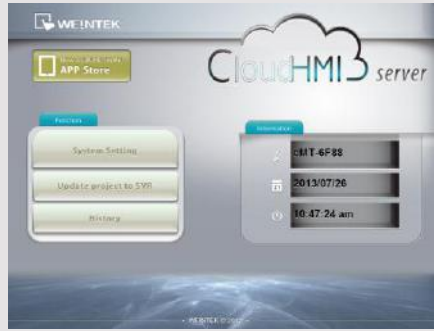 WEINTEK
APP Store
CloudHMI server
Function
System Setting
Update project to SVR
History
Information
cMT-6F88
2013/07/26
10:47:24 am